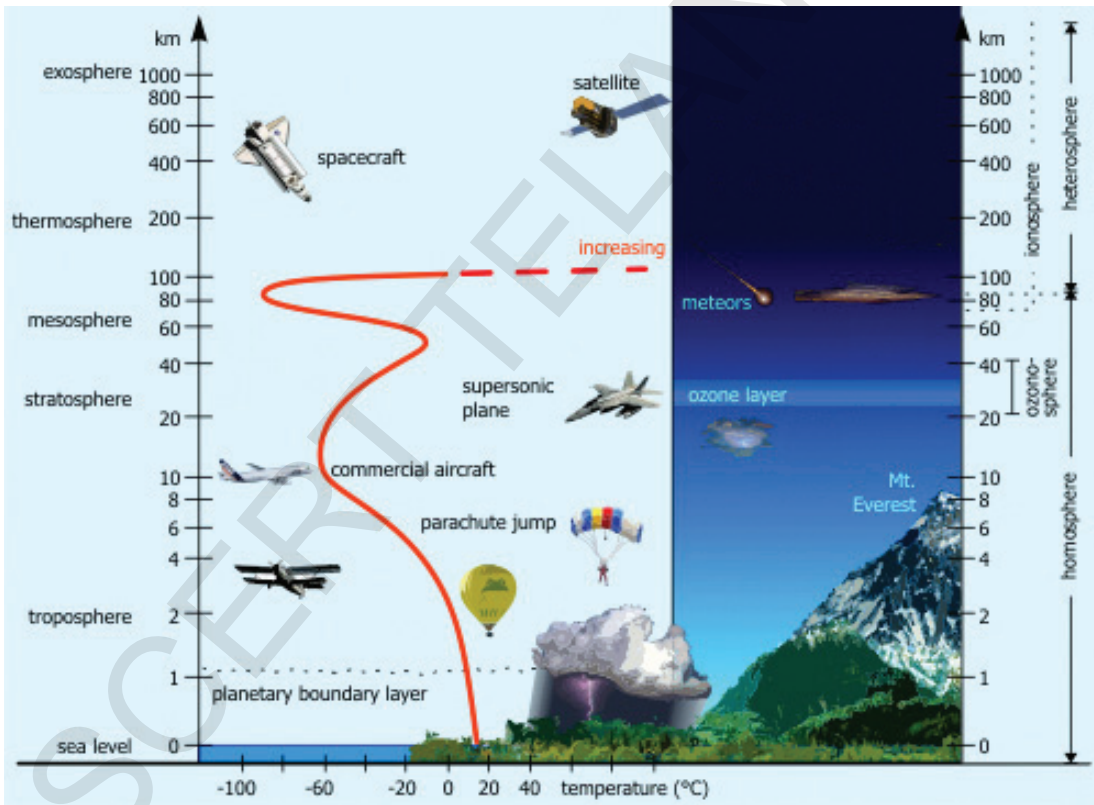 km
exosphere
1000
800
600
400
thermosphere
200
100
80
mesosphere
60
40
stratosphere
20
10
8
6
4
troposphere
2
1
sea level
0
satellite
spacecraft
increasing
supersonic
plane
commercial aircraft
parachute jump
planetary boundary layer
meteors
ozone layer
Mt.
Everest
km
1000
800
600
400
200
100
80
60
40
20
10
8
6
4
2
1
0
ionosphere
heterosphere
ozono-
sphere
homosphere
-100
-60
-20
0
20
40
temperature (°C)
SCERT TELAN